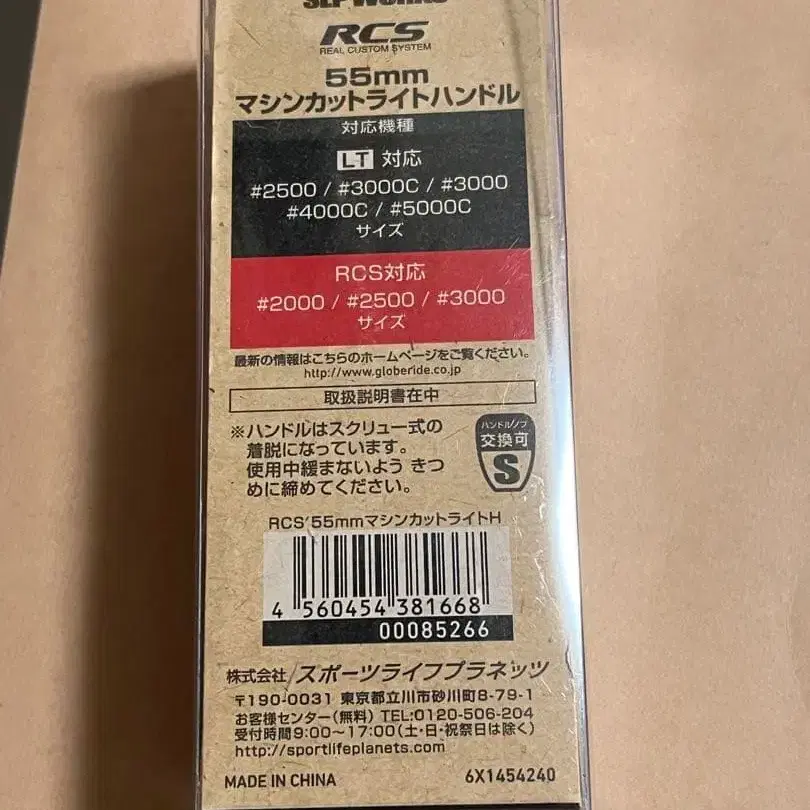 SLP WORKS
RCS
REAL CUSTOM SYSTEM
55mm
マシンカットライトハンドル
対応機種
LT 対応
#2500 / #3000C / #3000
#4000C / #5000C
サイズ
RCS対応
#2000 / #2500 / #3000
サイズ
最新の情報はこちらのホームページをご覧ください。
http://www.globeride.co.jp
取扱説明書在中
※ハンドルはスクリュー式の
着脱になっています。
使用中緩まないよう きつ
めに締めてください。
ハンドルノブ
交換可
S
RCS'55mmマシンカットライトH
4 560454 381668
00085266
株式会社 スポーツライフプラネッツ
〒190-0031 東京都立川市砂川町8-79-1
お客様センター(無料) TEL:0120-506-204
受付時間9:00~17:00(土・日・祝祭日は除く)
http://sportlifeplanets.com
MADE IN CHINA 6X1454240